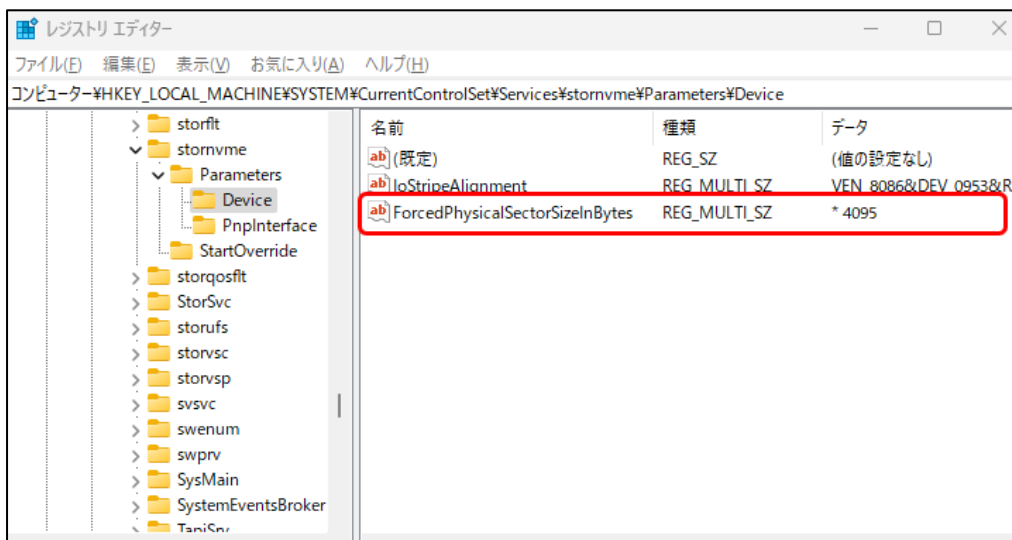 レジストリ エディター
ファイル(F) 編集(E) 表示(V) お気に入り(A) ヘルプ(H)
コンピューター¥HKEY_LOCAL_MACHINE¥SYSTEM¥CurrentControlSet¥Services¥stornvme¥Parameters¥Device
storflt
stornvme
Parameters
Device
PnpInterface
StartOverride
storqosflt
StorSvc
storufs
storvsc
storvsp
svsvc
swenum
swprv
SysMain
SystemEventsBroker
TapiSrv
名前 種類 データ
(既定) REG_SZ (値の設定なし)
IoStripeAlignment REG_MULTI_SZ VEN_8086&DEV_0953&R
ForcedPhysicalSectorSizeInBytes REG_MULTI_SZ * 4095